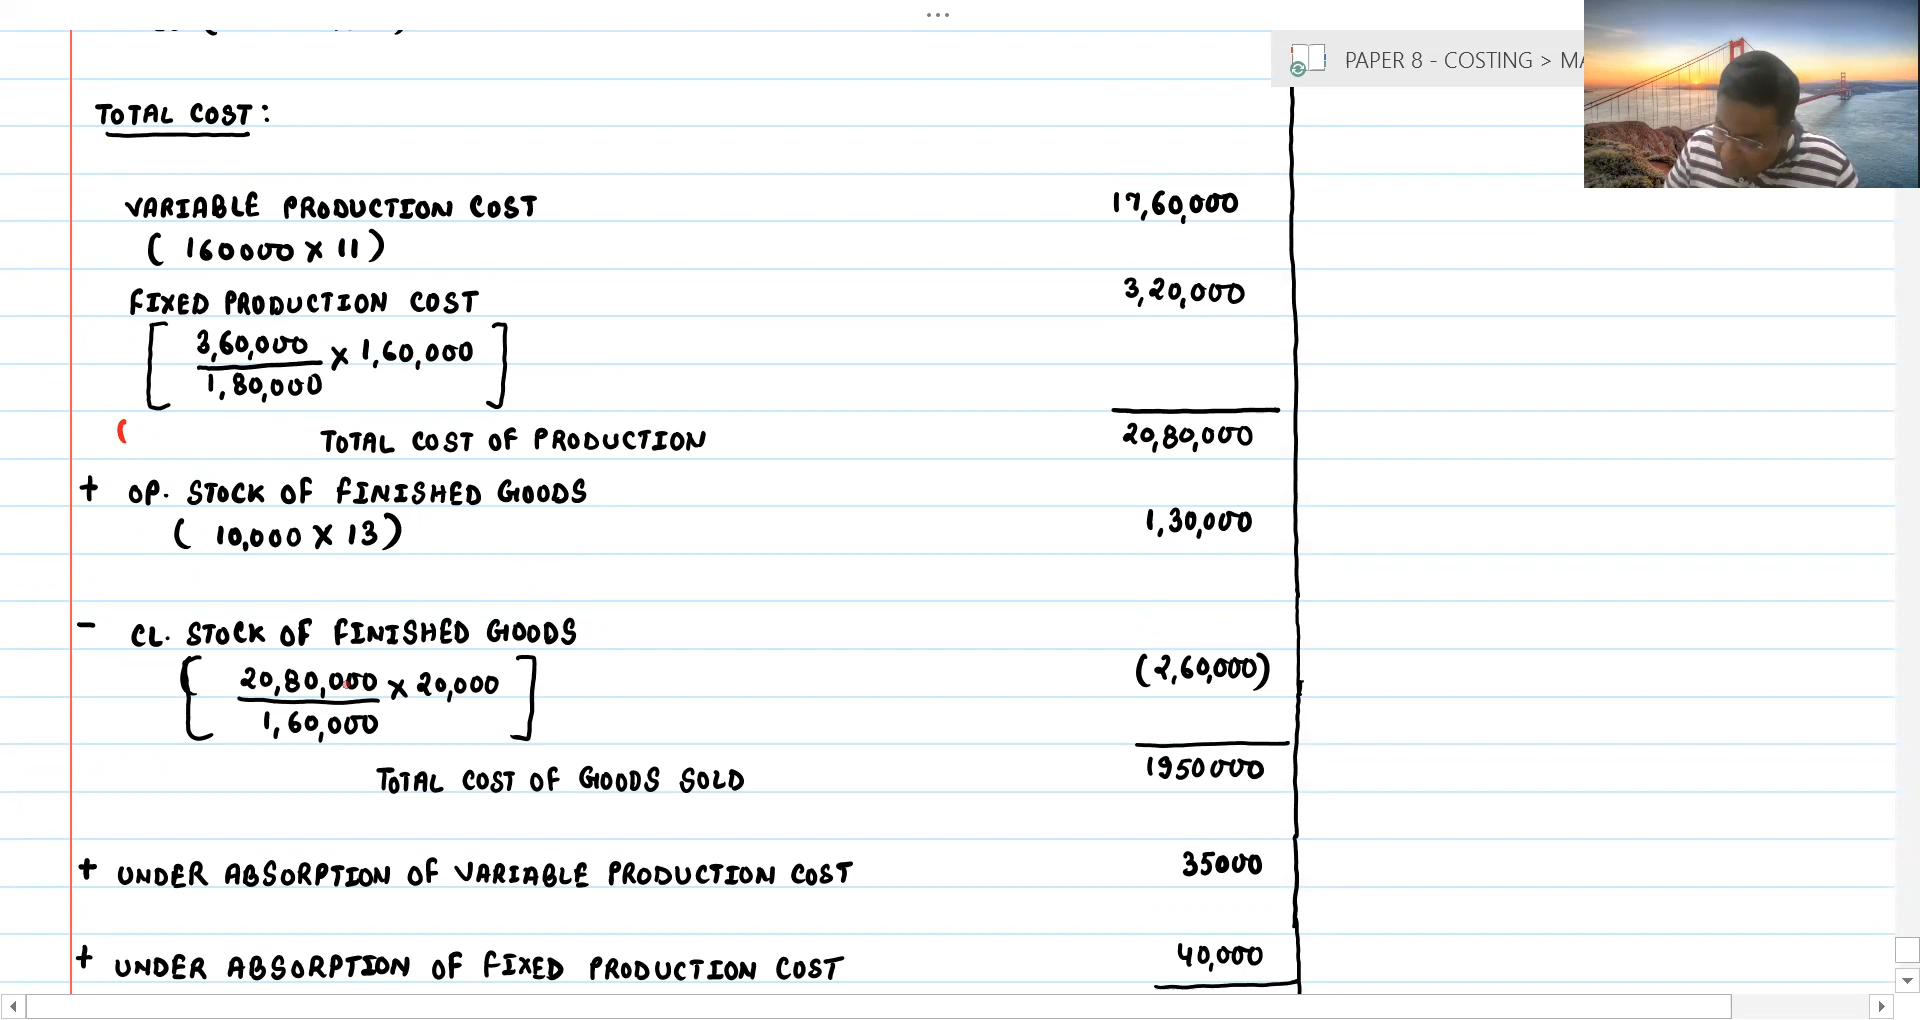 PAPER 8 - COSTING > MA
TOTAL COST :
VARIABLE PRODUCTION COST 17,60,000
( 160000 X 11 )
FIXED PRODUCTION COST 3,20,000
[ 3,60,000 / 1,80,000 X 1,60,000 ]
( TOTAL COST OF PRODUCTION 20,80,000
+ OP. STOCK OF FINISHED GOODS
( 10,000 X 13 ) 1,30,000
- CL. STOCK OF FINISHED GOODS (2,60,000)
[ 20,80,000 / 1,60,000 X 20,000 ]
TOTAL COST OF GOODS SOLD 1950000
+ UNDER ABSORPTION OF VARIABLE PRODUCTION COST 35000
+ UNDER ABSORPTION OF FIXED PRODUCTION COST 40,000